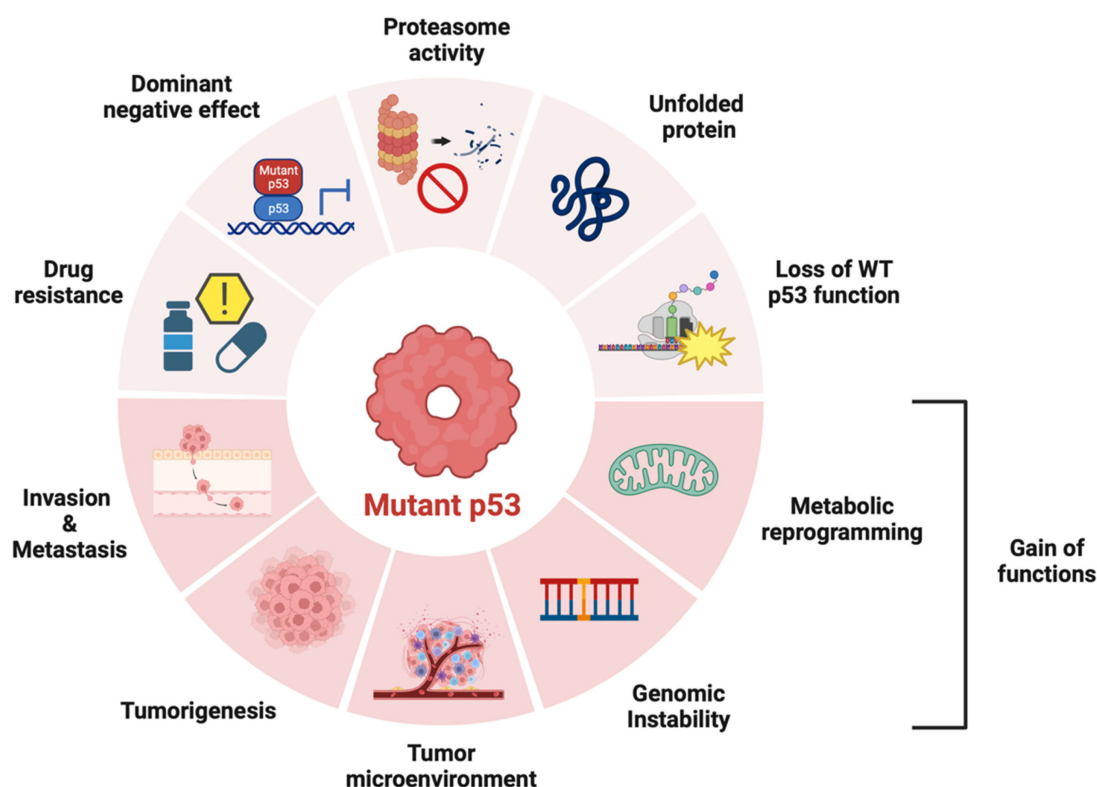 Proteasome
activity
Dominant
negative effect
Unfolded
protein
Mutant
p53
p53
Drug
resistance
!
Loss of WT
p53 function
Mutant p53
Invasion
&
Metastasis
Metabolic
reprogramming
Gain of
functions
Tumorigenesis
Genomic
Instability
Tumor
microenvironment